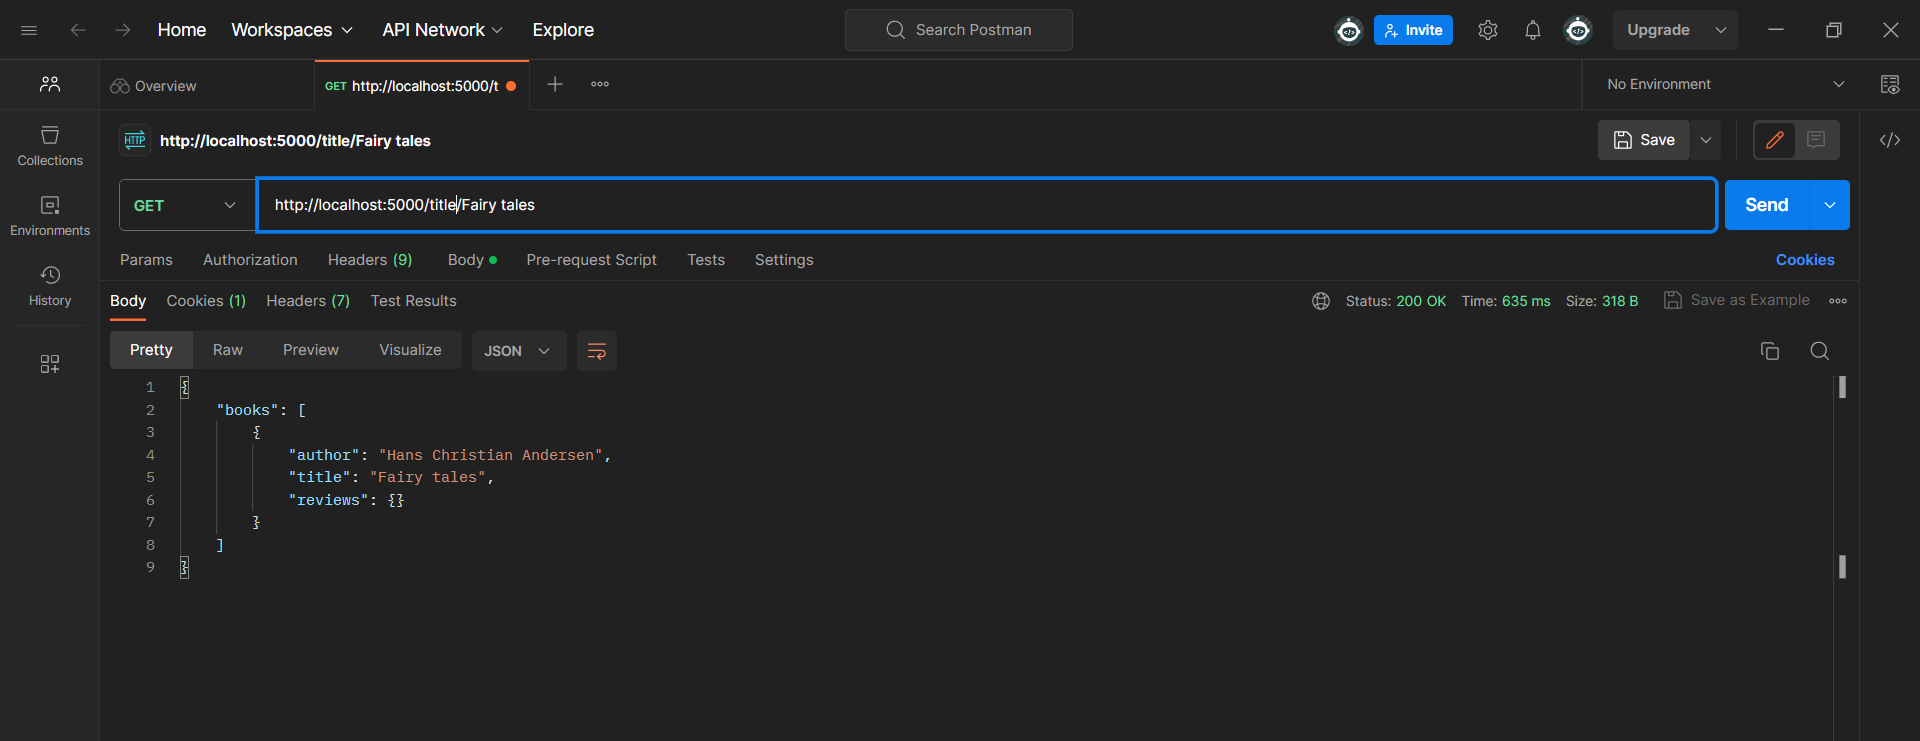 Home Workspaces API Network Explore Search Postman Invite Upgrade
Overview GET http://localhost:5000/t No Environment
HTTP http://localhost:5000/title/Fairy tales Save
Collections
GET http://localhost:5000/title/Fairy tales Send
Environments
Params Authorization Headers (9) Body Pre-request Script Tests Settings Cookies
History
Body Cookies (1) Headers (7) Test Results Status: 200 OK Time: 635 ms Size: 318 B Save as Example
Pretty Raw Preview Visualize JSON
1 {
2 "books": [
3 {
4 "author": "Hans Christian Andersen",
5 "title": "Fairy tales",
6 "reviews": {}
7 }
8 ]
9 }